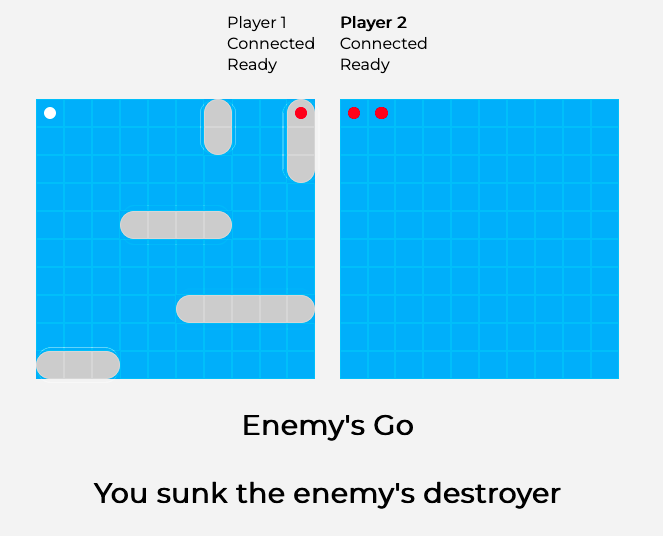 Player 1
Connected
Ready
Player 2
Connected
Ready
Enemy's Go
You sunk the enemy's destroyer